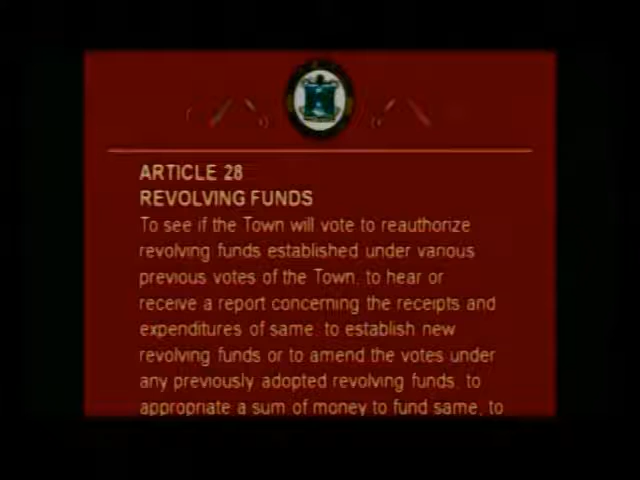 ARTICLE 28
REVOLVING FUNDS
To see if the Town will vote to reauthorize
revolving funds established under various
previous votes of the Town, to hear or
receive a report concerning the receipts and
expenditures of same, to establish new
revolving funds or to amend the votes under
any previously adopted revolving funds, to
appropriate a sum of money to fund same, to